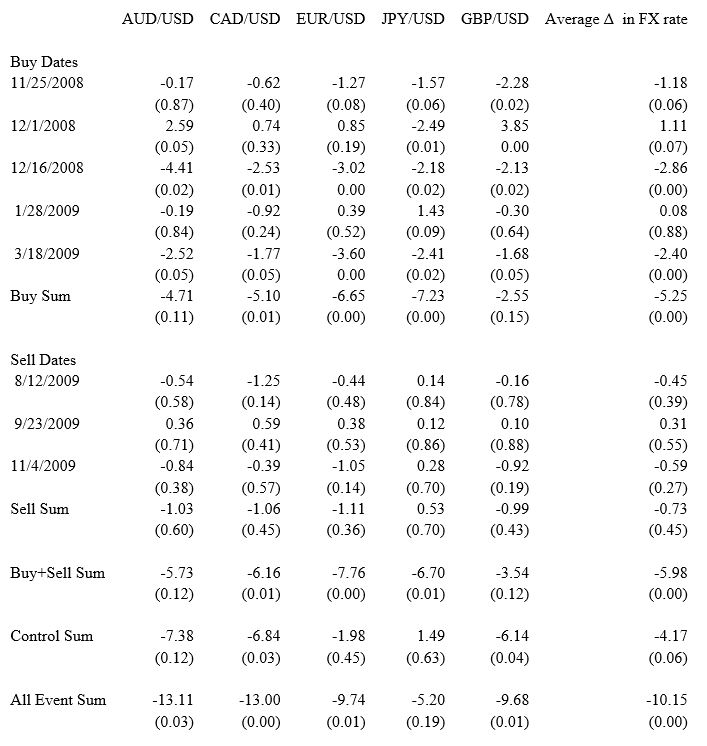 AUD/USD CAD/USD EUR/USD JPY/USD GBP/USD Average Δ in FX rate
Buy Dates
11/25/2008 -0.17 -0.62 -1.27 -1.57 -2.28 -1.18
(0.87) (0.40) (0.08) (0.06) (0.02) (0.06)
12/1/2008 2.59 0.74 0.85 -2.49 3.85 1.11
(0.05) (0.33) (0.19) (0.01) 0.00 (0.07)
12/16/2008 -4.41 -2.53 -3.02 -2.18 -2.13 -2.86
(0.02) (0.01) 0.00 (0.02) (0.02) (0.00)
1/28/2009 -0.19 -0.92 0.39 1.43 -0.30 0.08
(0.84) (0.24) (0.52) (0.09) (0.64) (0.88)
3/18/2009 -2.52 -1.77 -3.60 -2.41 -1.68 -2.40
(0.05) (0.05) 0.00 (0.02) (0.05) (0.00)
Buy Sum -4.71 -5.10 -6.65 -7.23 -2.55 -5.25
(0.11) (0.01) (0.00) (0.00) (0.15) (0.00)
Sell Dates
8/12/2009 -0.54 -1.25 -0.44 0.14 -0.16 -0.45
(0.58) (0.14) (0.48) (0.84) (0.78) (0.39)
9/23/2009 0.36 0.59 0.38 0.12 0.10 0.31
(0.71) (0.41) (0.53) (0.86) (0.88) (0.55)
11/4/2009 -0.84 -0.39 -1.05 0.28 -0.92 -0.59
(0.38) (0.57) (0.14) (0.70) (0.19) (0.27)
Sell Sum -1.03 -1.06 -1.11 0.53 -0.99 -0.73
(0.60) (0.45) (0.36) (0.70) (0.43) (0.45)
Buy+Sell Sum -5.73 -6.16 -7.76 -6.70 -3.54 -5.98
(0.12) (0.01) (0.00) (0.01) (0.12) (0.00)
Control Sum -7.38 -6.84 -1.98 1.49 -6.14 -4.17
(0.12) (0.03) (0.45) (0.63) (0.04) (0.06)
All Event Sum -13.11 -13.00 -9.74 -5.20 -9.68 -10.15
(0.03) (0.00) (0.01) (0.19) (0.01) (0.00)